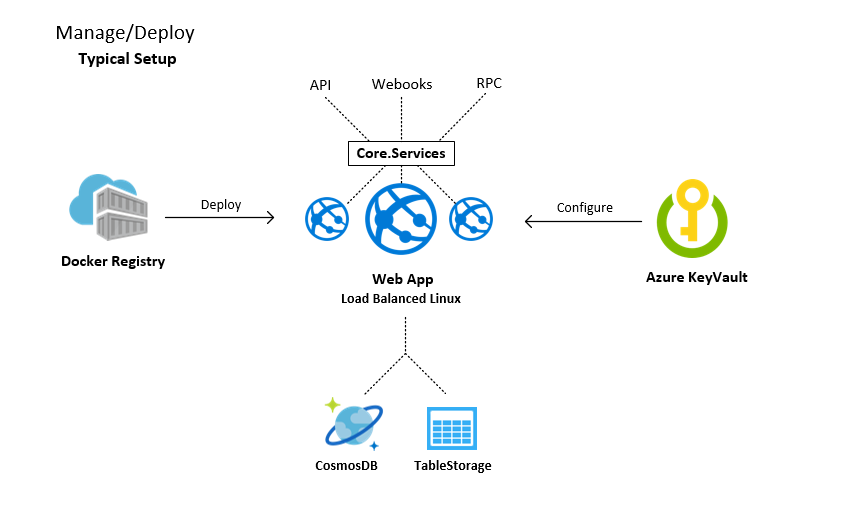 Manage/Deploy
Typical Setup
API
Webooks
RPC
Core.Services
Deploy
Configure
Docker Registry
Web App
Load Balanced Linux
Azure KeyVault
CosmosDB
TableStorage